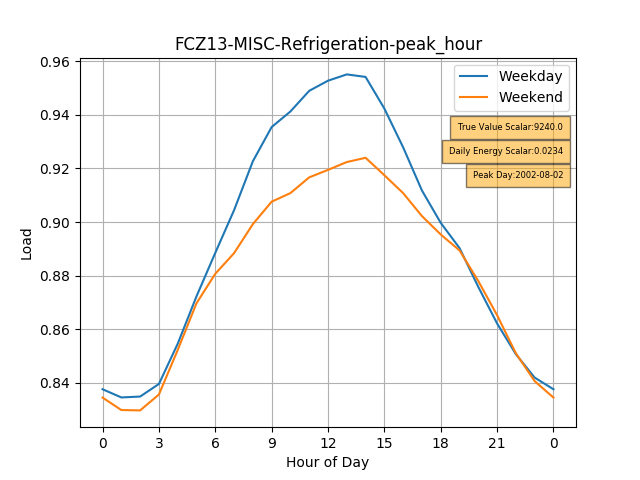 FCZ13-MISC-Refrigeration-peak_hour
0.96
0.94
0.92
0.90
0.88
0.86
0.84
Load
Weekday
Weekend
True Value Scalar:9240.0
Daily Energy Scalar:0.0234
Peak Day:2002-08-02
0 3 6 9 12 15 18 21 0
Hour of Day